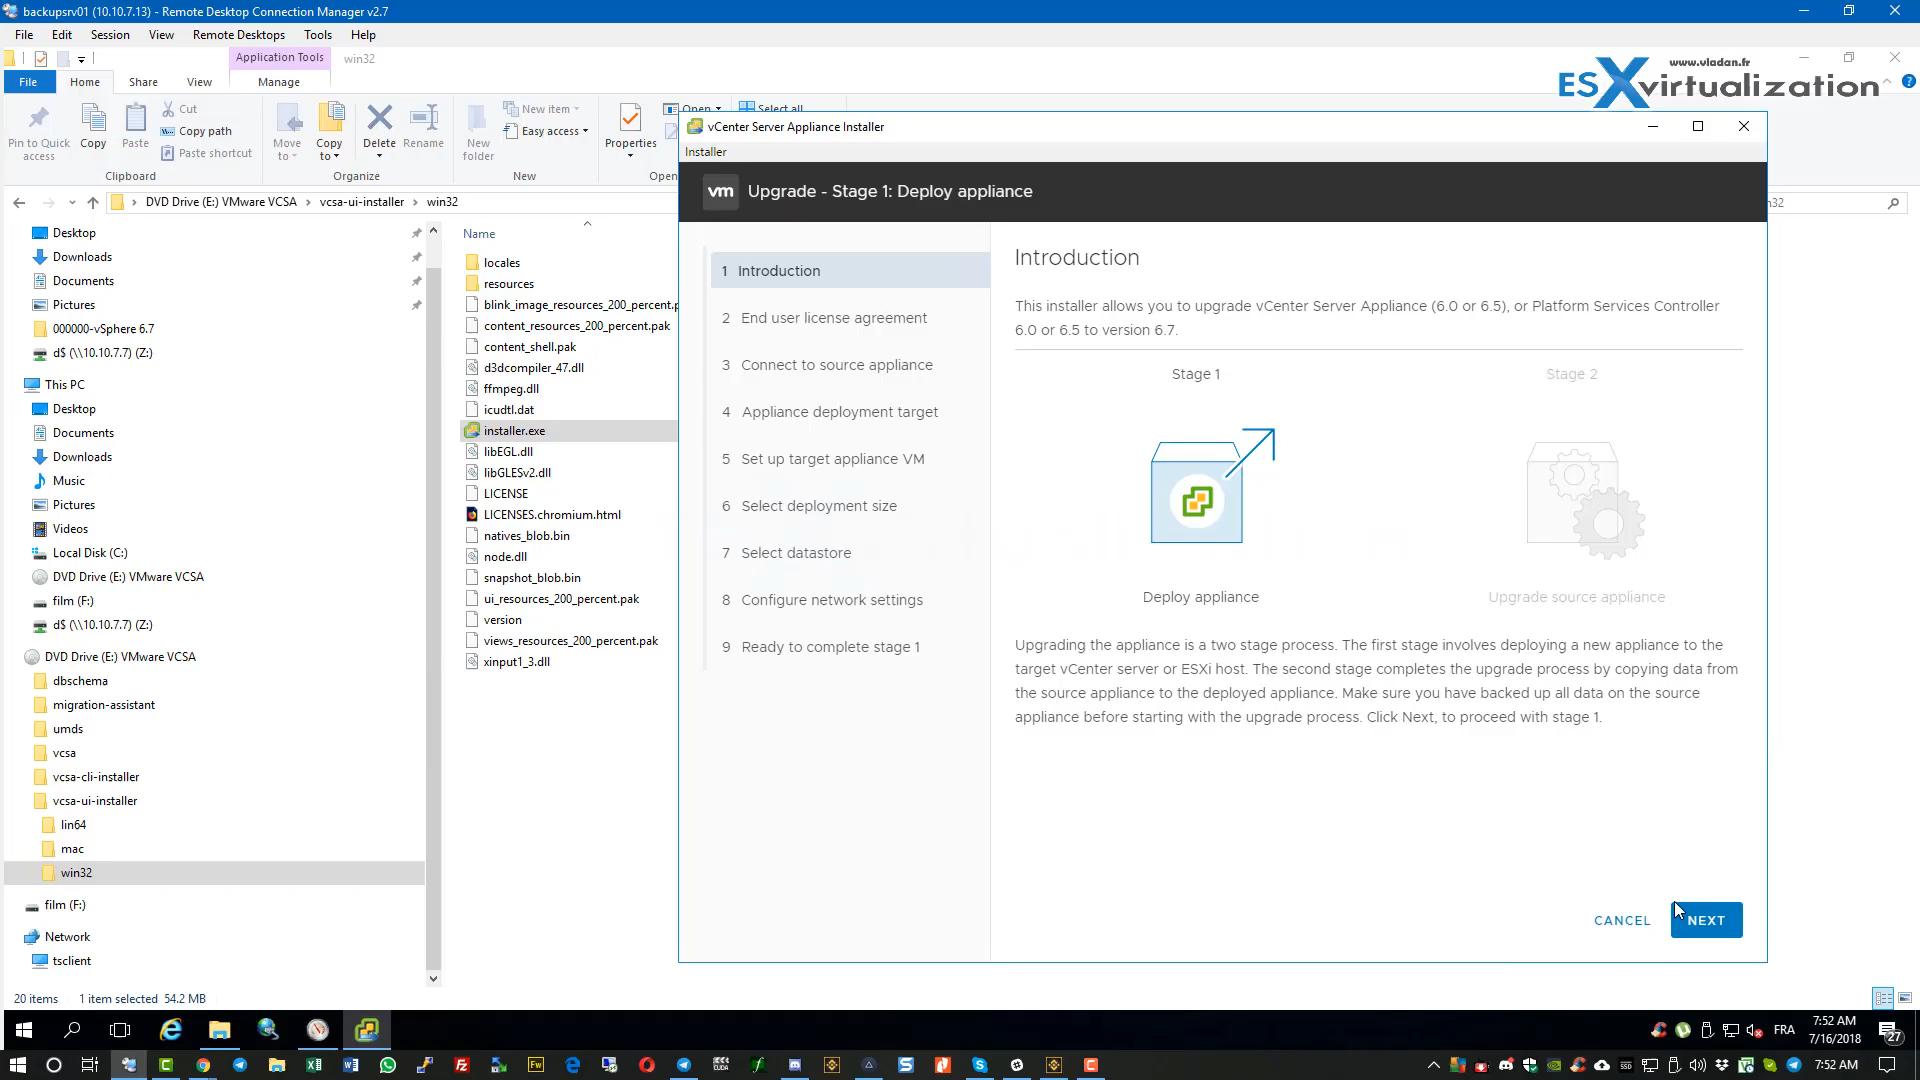 backupsrv01 (10.10.7.13) - Remote Desktop Connection Manager v2.7
File Edit Session View Remote Desktops Tools Help
Application Tools win32
www.vladan.fr
ESXvirtualization
File Home Share View Manage
Pin to Quick access
Copy
Paste
Cut
Copy path
Paste shortcut
Clipboard
Move to
Copy to
Delete
Rename
Organize
New folder
New item
Easy access
New
Properties
Open
Select all
Open
DVD Drive (E:) VMware VCSA > vcsa-ui-installer > win32
Desktop
Downloads
Documents
Pictures
000000-vSphere 6.7
d$ (\\10.10.7.7) (Z:)
This PC
Desktop
Documents
Downloads
Music
Pictures
Videos
Local Disk (C:)
DVD Drive (E:) VMware VCSA
film (F:)
d$ (\\10.10.7.7) (Z:)
DVD Drive (E:) VMware VCSA
dbschema
migration-assistant
umds
vcsa
vcsa-cli-installer
vcsa-ui-installer
lin64
mac
win32
film (F:)
Network
tsclient
Name
locales
resources
blink_image_resources_200_percent.p
content_resources_200_percent.pak
content_shell.pak
d3dcompiler_47.dll
ffmpeg.dll
icudtl.dat
installer.exe
libEGL.dll
libGLESv2.dll
LICENSE
LICENSES.chromium.html
natives_blob.bin
node.dll
snapshot_blob.bin
ui_resources_200_percent.pak
version
views_resources_200_percent.pak
xinput1_3.dll
vCenter Server Appliance Installer
Installer
vm Upgrade - Stage 1: Deploy appliance
1 Introduction
2 End user license agreement
3 Connect to source appliance
4 Appliance deployment target
5 Set up target appliance VM
6 Select deployment size
7 Select datastore
8 Configure network settings
9 Ready to complete stage 1
Introduction
This installer allows you to upgrade vCenter Server Appliance (6.0 or 6.5), or Platform Services Controller
6.0 or 6.5 to version 6.7.
Stage 1
Stage 2
Deploy appliance
Upgrade source appliance
Upgrading the appliance is a two stage process. The first stage involves deploying a new appliance to the
target vCenter server or ESXi host. The second stage completes the upgrade process by copying data from
the source appliance to the deployed appliance. Make sure you have backed up all data on the source
appliance before starting with the upgrade process. Click Next, to proceed with stage 1.
CANCEL NEXT
20 items 1 item selected 54.2 MB
FRA
7:52 AM
7/16/2018
27
7:52 AM